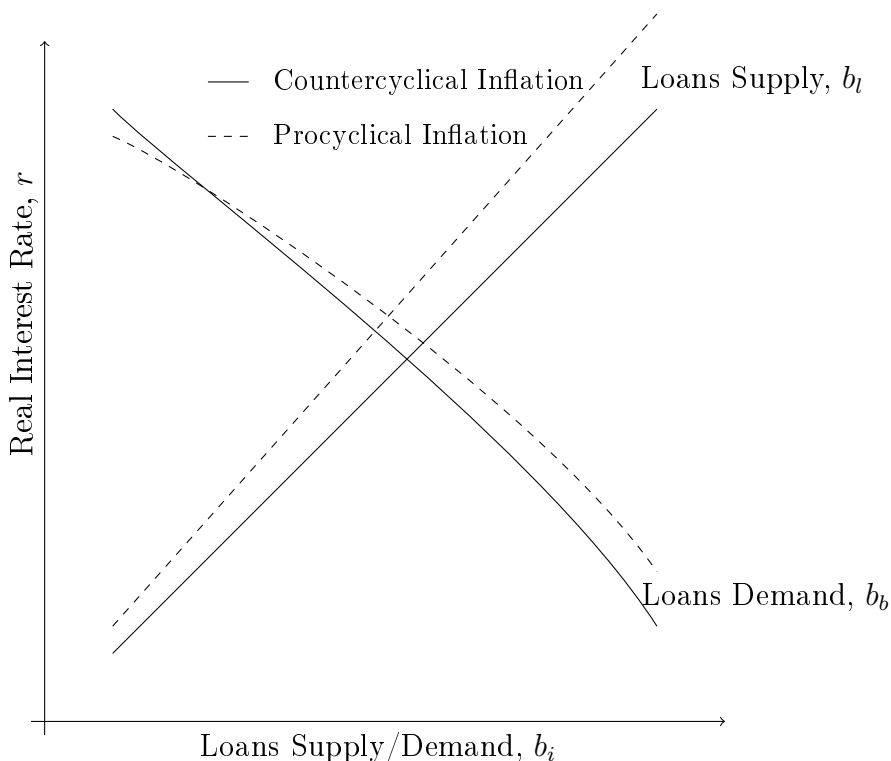 Countercyclical Inflation
Procyclical Inflation
Loans Supply, b_l
Real Interest Rate, r
Loans Demand, b_b
Loans Supply/Demand, b_i